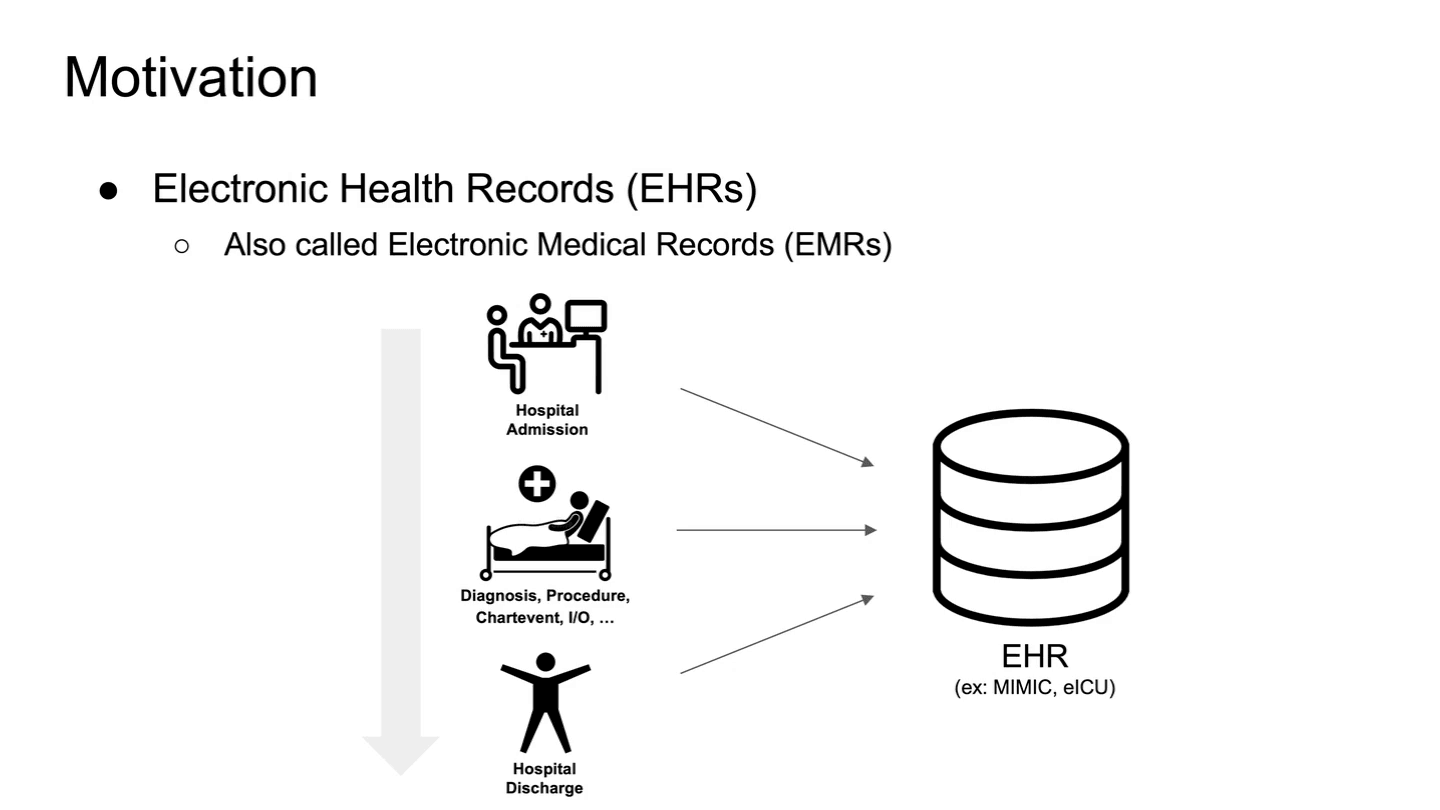 Motivation
● Electronic Health Records (EHRs)
○ Also called Electronic Medical Records (EMRs)
Hospital
Admission
Diagnosis, Procedure,
Chartevent, I/O, ...
Hospital
Discharge
EHR
(ex: MIMIC, eICU)